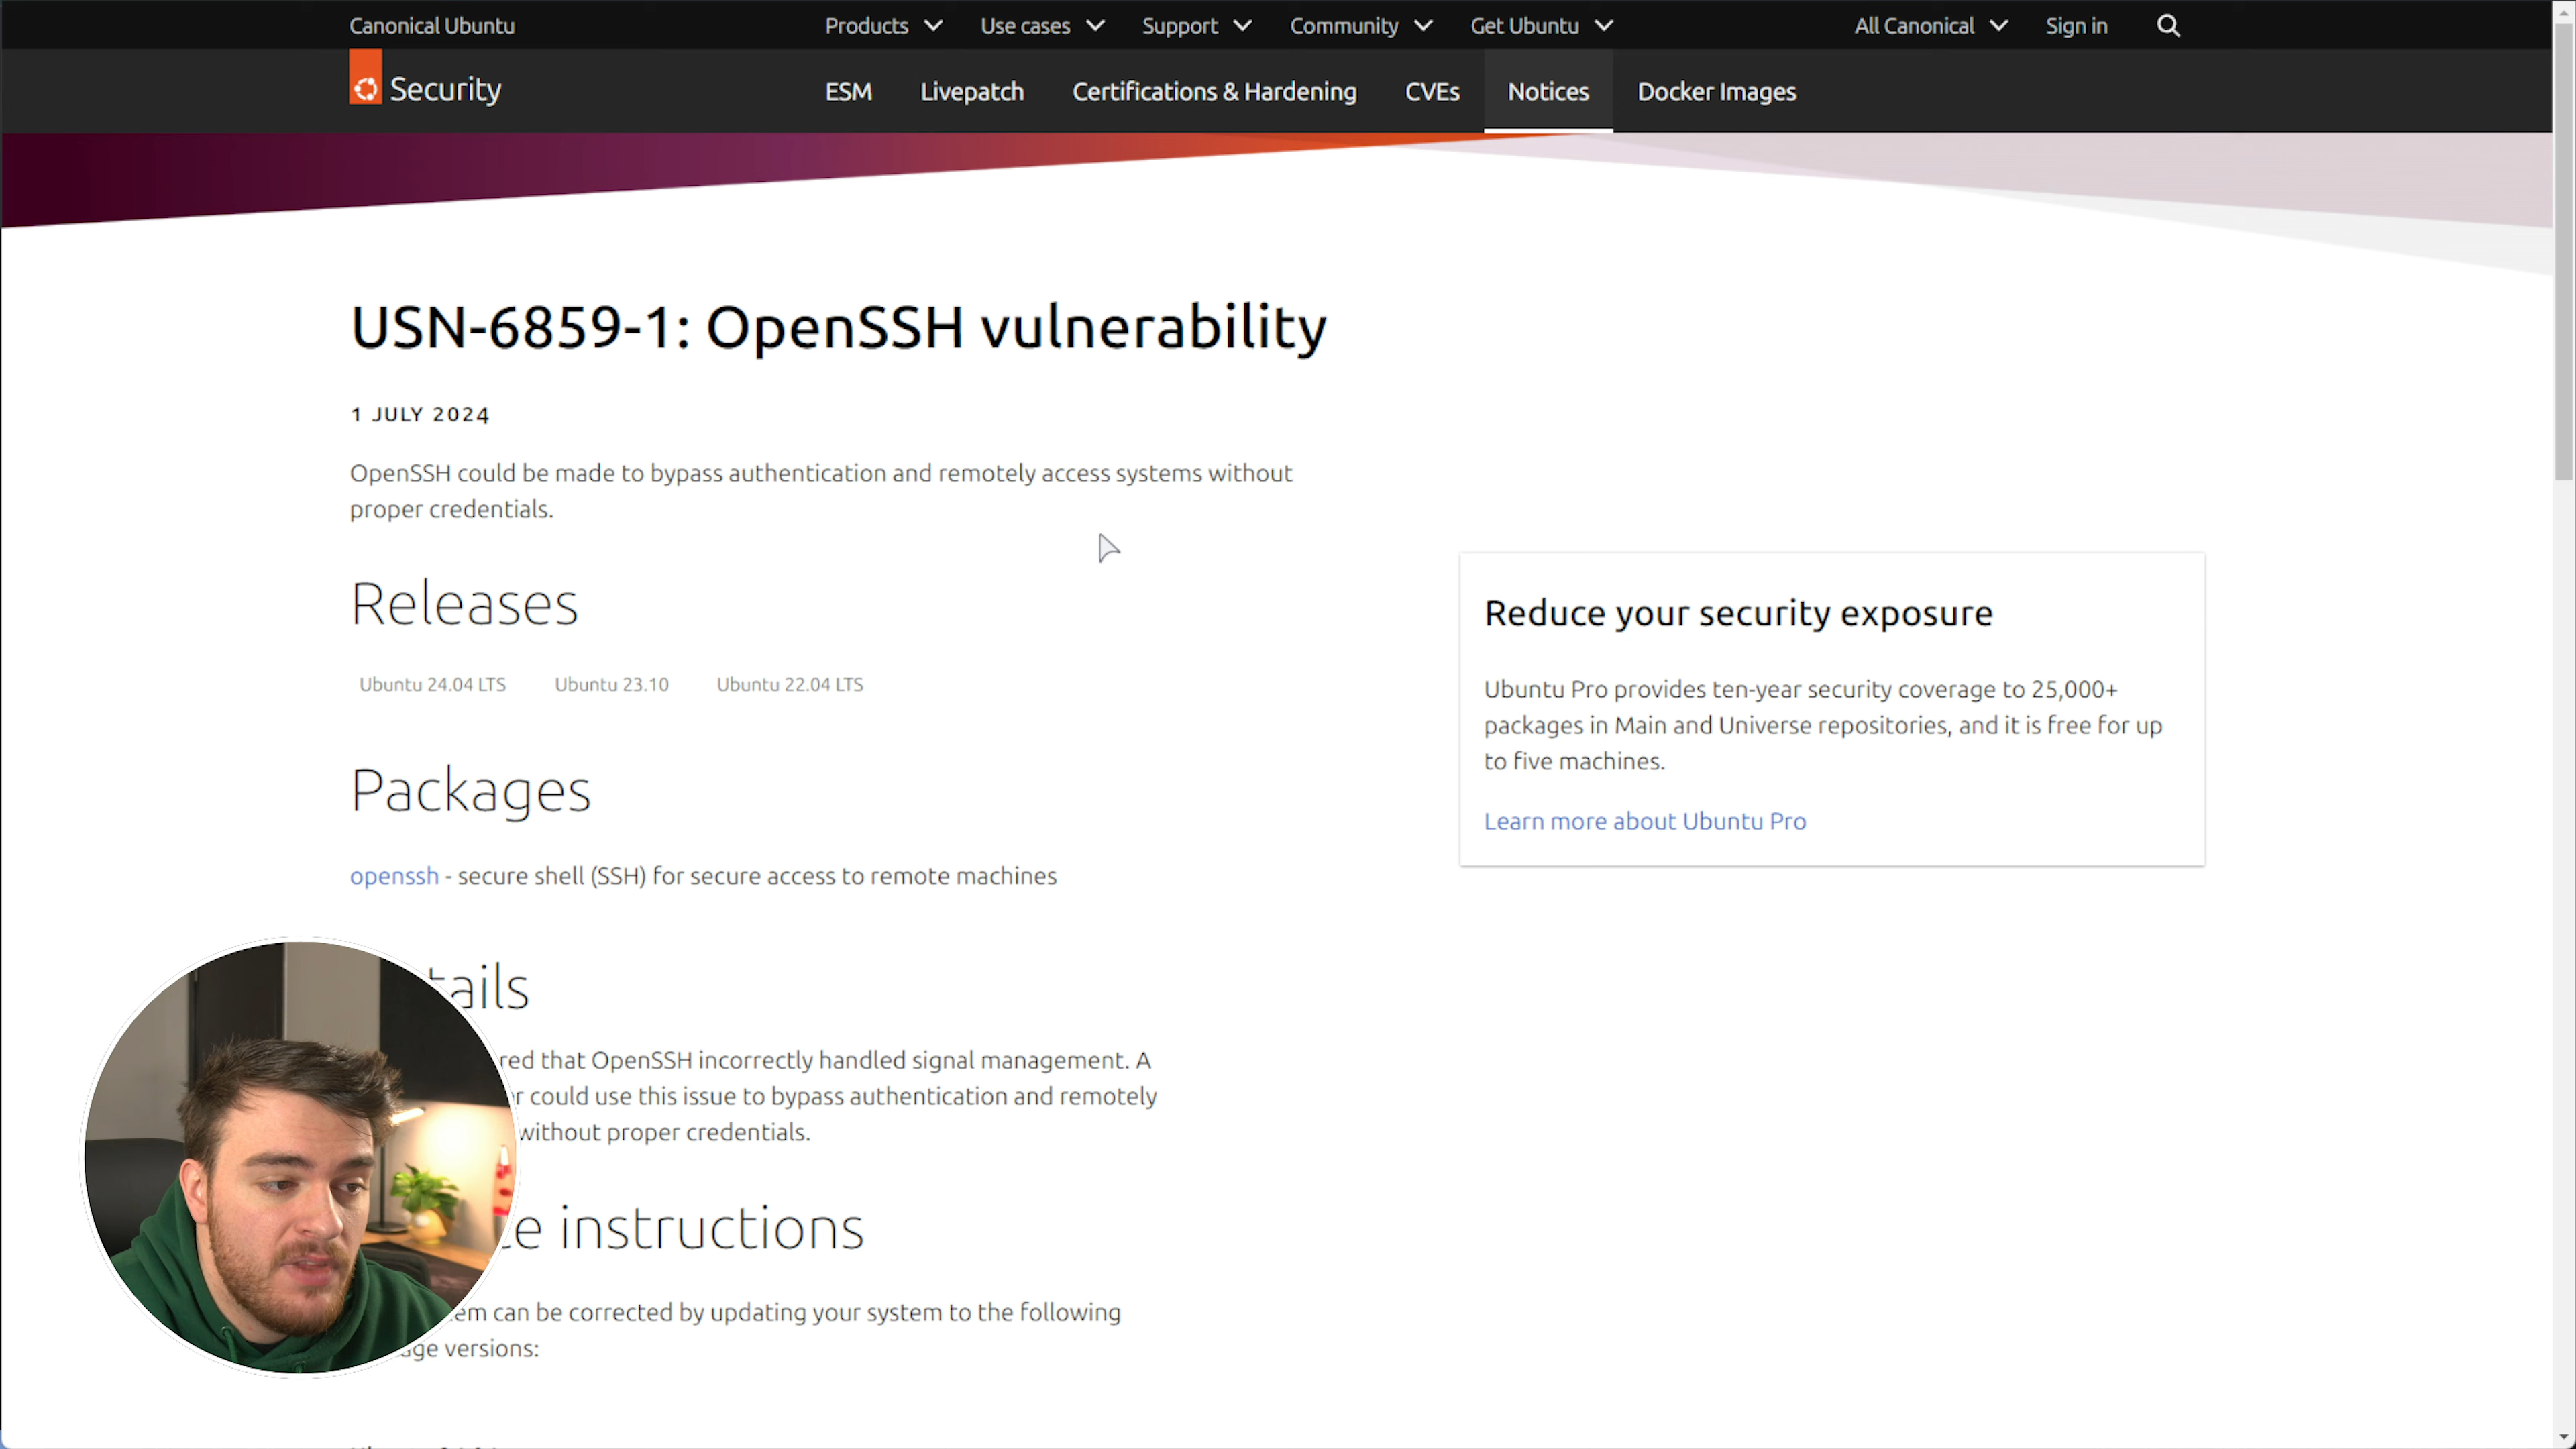 Canonical Ubuntu
Products
Use cases
Support
Community
Get Ubuntu
All Canonical
Sign in
Security
ESM
Livepatch
Certifications & Hardening
CVEs
Notices
Docker Images
USN-6859-1: OpenSSH vulnerability
1 JULY 2024
OpenSSH could be made to bypass authentication and remotely access systems without
proper credentials.
Releases
Ubuntu 24.04 LTS
Ubuntu 23.10
Ubuntu 22.04 LTS
Packages
openssh - secure shell (SSH) for secure access to remote machines
tails
red that OpenSSH incorrectly handled signal management. A
could use this issue to bypass authentication and remotely
without proper credentials.
instructions
can be corrected by updating your system to the following
versions:
Reduce your security exposure
Ubuntu Pro provides ten-year security coverage to 25,000+
packages in Main and Universe repositories, and it is free for up
to five machines.
Learn more about Ubuntu Pro